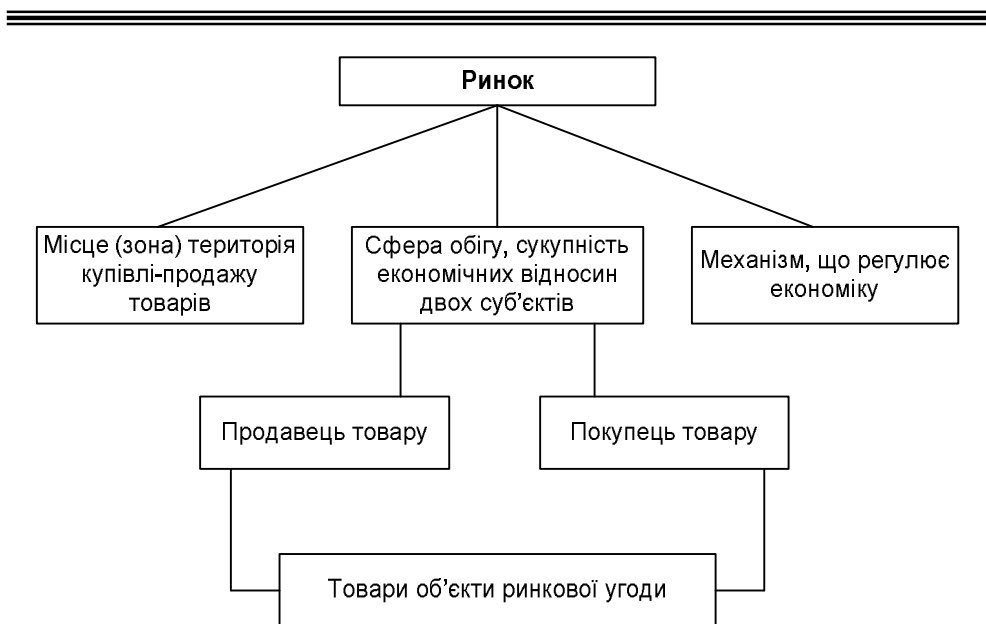 Ринок
Місце (зона) територія
купівлі-продажу
товарів
Сфера обігу, сукупність
економічних відносин
двох суб’єктів
Механізм, що регулює
економіку
Продавець товару
Покупець товару
Товари об’єкти ринкової угоди